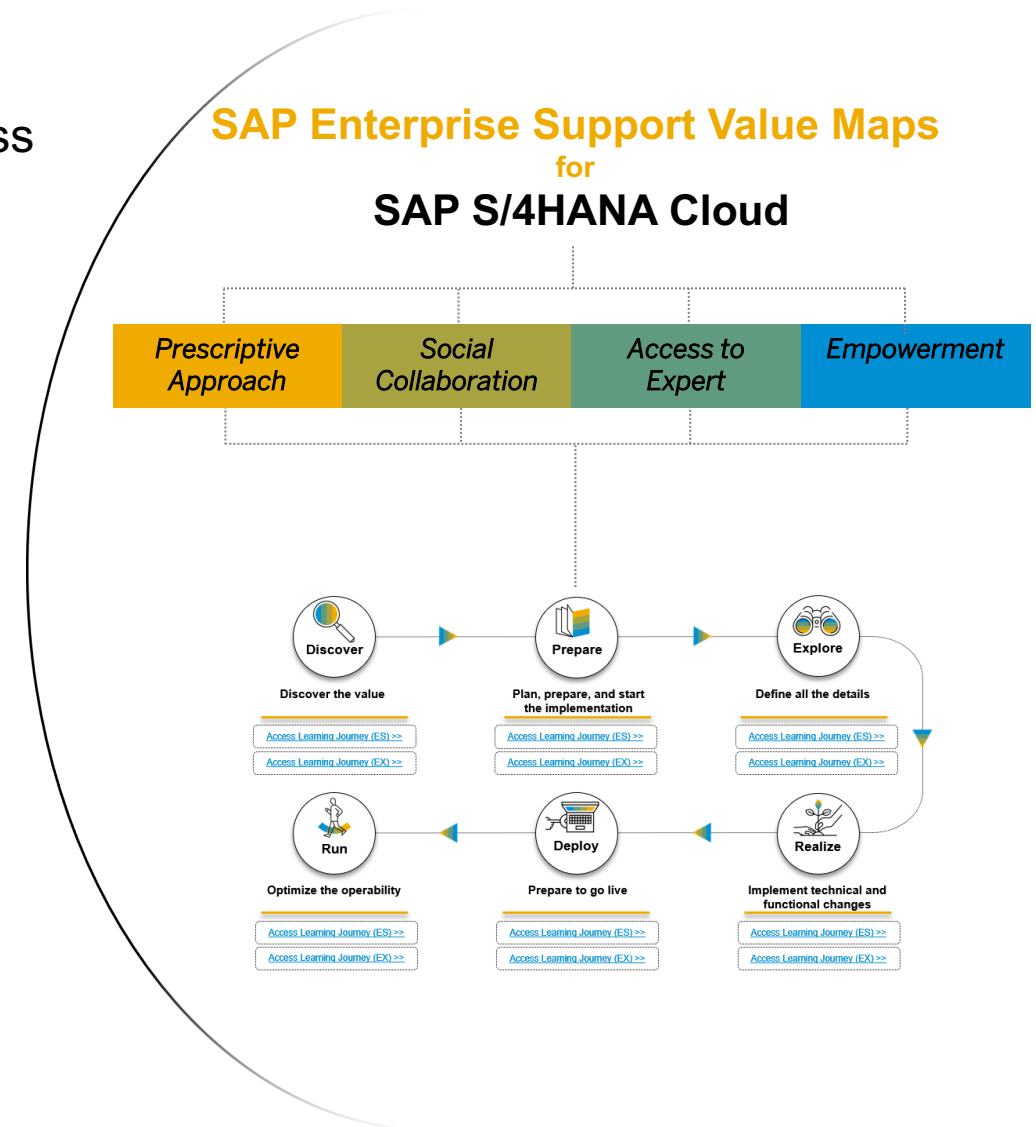 ss
SAP Enterprise Support Value Maps
for
SAP S/4HANA Cloud
Prescriptive
Approach
Social
Collaboration
Access to
Expert
Empowerment
Discover
Discover the value
Access Learning Journey (ES) >>
Access Learning Journey (EX) >>
Prepare
Plan, prepare, and start
the implementation
Access Learning Journey (ES) >>
Access Learning Journey (EX) >>
Explore
Define all the details
Access Learning Journey (ES) >>
Access Learning Journey (EX) >>
Run
Optimize the operability
Access Learning Journey (ES) >>
Access Learning Journey (EX) >>
Deploy
Prepare to go live
Access Learning Journey (ES) >>
Access Learning Journey (EX) >>
Realize
Implement technical and
functional changes
Access Learning Journey (ES) >>
Access Learning Journey (EX) >>